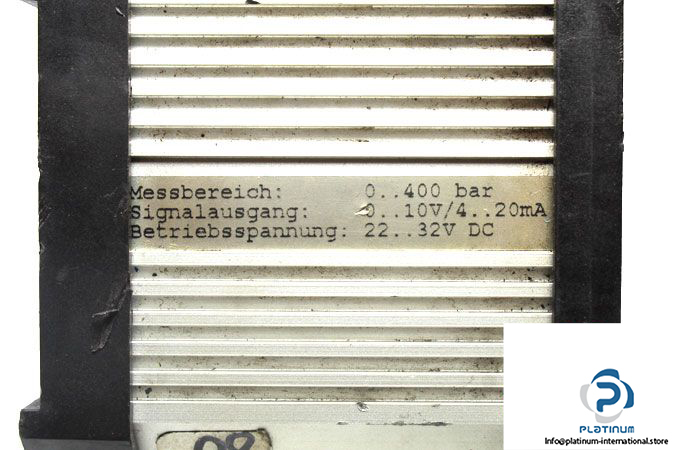 Messbereich: 0..400 bar
Signalausgang: 0..10V/4..20mA
Betriebsspannung: 22..32V DC
PLATINUM
Info@platinum-international.store